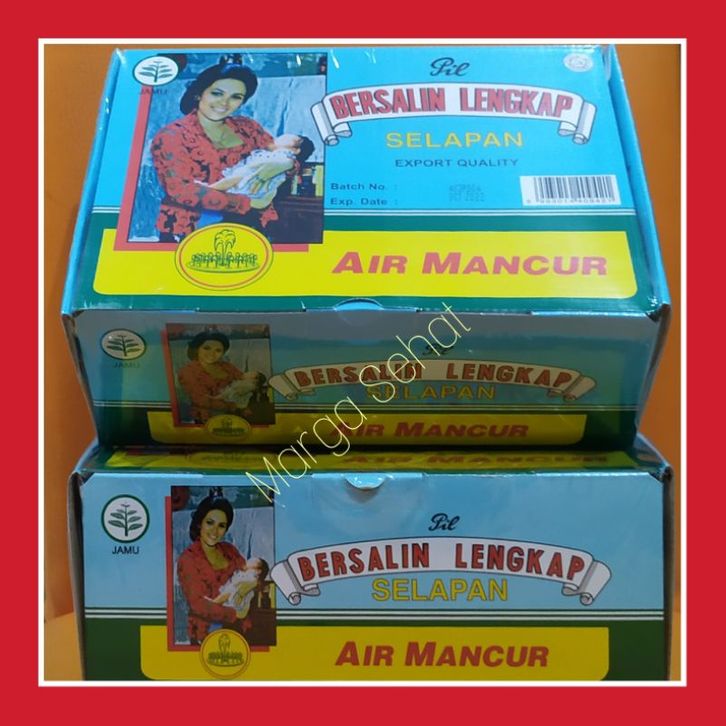 JAMU
Pil
BERSALIN LENGKAP
SELAPAN
EXPORT QUALITY
Batch No. :
Exp. Date :
AIR MANCUR
JAMU
Pil
BERSALIN LENGKAP
SELAPAN
AIR MANCUR
Marga Sehat
AIR MANCUR
JAMU
Pil
BERSALIN LENGKAP
SELAPAN
AIR MANCUR